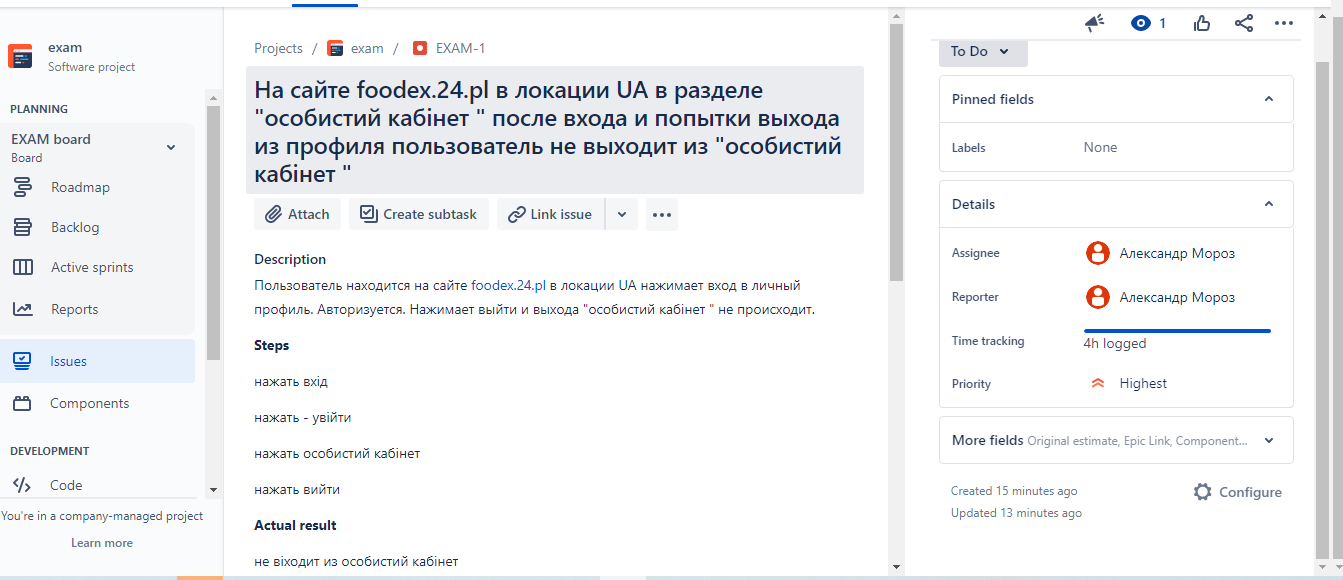 exam
Software project
PLANNING
EXAM board
Board
Roadmap
Backlog
Active sprints
Reports
Issues
Components
DEVELOPMENT
Code
You're in a company-managed project
Learn more
Projects / exam / EXAM-1
На сайте foodex.24.pl в локации UA в разделе
"особистий кабінет " после входа и попытки выхода
из профиля пользователь не выходит из "особистий
кабінет "
Attach Create subtask Link issue
Description
Пользователь находится на сайте foodex.24.pl в локации UA нажимает вход в личный
профиль. Авторизуется. Нажимает выйти и выхода "особистий кабінет " не происходит.
Steps
нажать вхід
нажать - увійти
нажать особистий кабінет
нажать вийти
Actual result
не віходит из особистий кабінет
1
To Do
Pinned fields
Labels None
Details
Assignee Александр Мороз
Reporter Александр Мороз
Time tracking 4h logged
Priority Highest
More fields Original estimate, Epic Link, Component...
Created 15 minutes ago
Configure
Updated 13 minutes ago